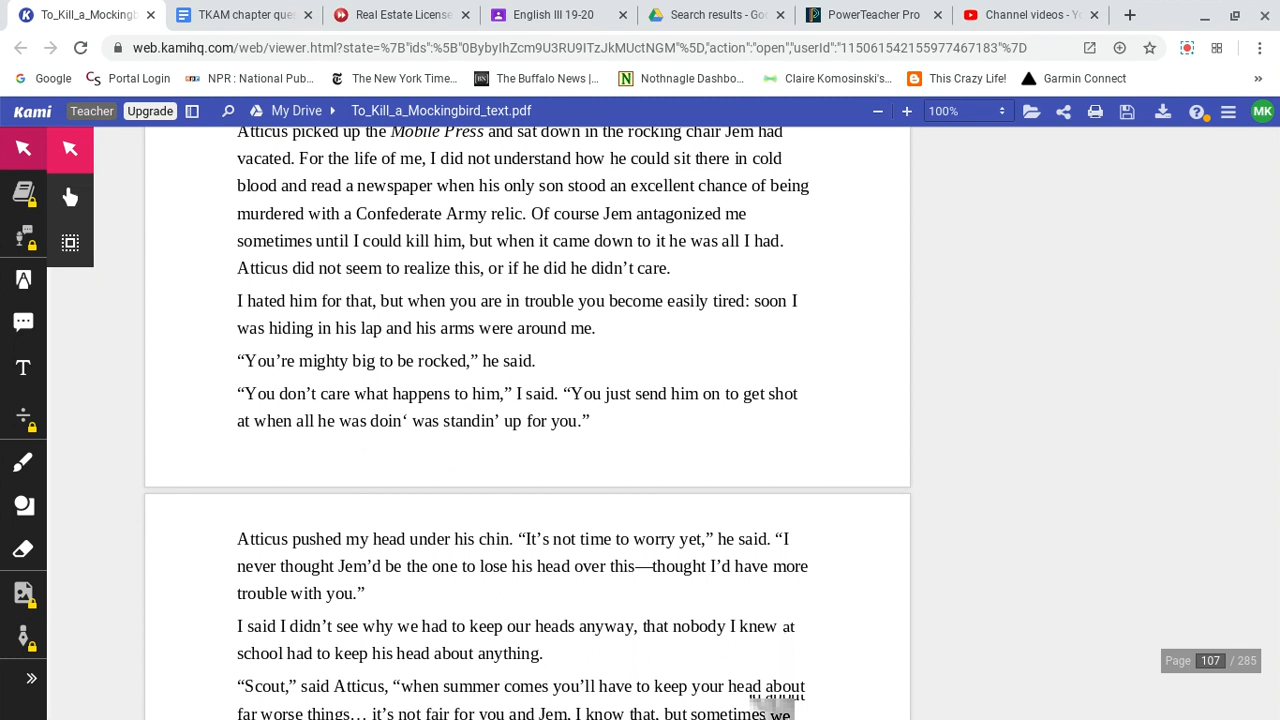 To_Kill_a_Mockingb
TKAM chapter ques
Real Estate License
English III 19-20
Search results - Goo
PowerTeacher Pro
Channel videos - Yo
web.kamihq.com/web/viewer.html?state=%7B"ids":%5B"0BybyIhZcm9U3RU9ITzJkMUctNGM"%5D,"action":"open","userId":"115061542155977467183"%7D
Google
Portal Login
NPR : National Pub...
The New York Time...
The Buffalo News |...
Nothnagle Dashbo...
Claire Komosinski's...
This Crazy Life!
Garmin Connect
»
Kami
Teacher
Upgrade
My Drive
To_Kill_a_Mockingbird_text.pdf
100%
MK
Atticus picked up the Mobile Press and sat down in the rocking chair Jem had
vacated. For the life of me, I did not understand how he could sit there in cold
blood and read a newspaper when his only son stood an excellent chance of being
murdered with a Confederate Army relic. Of course Jem antagonized me
sometimes until I could kill him, but when it came down to it he was all I had.
Atticus did not seem to realize this, or if he did he didn’t care.
I hated him for that, but when you are in trouble you become easily tired: soon I
was hiding in his lap and his arms were around me.
“You’re mighty big to be rocked,” he said.
“You don’t care what happens to him,” I said. “You just send him on to get shot
at when all he was doin‘ was standin’ up for you.”
Atticus pushed my head under his chin. “It’s not time to worry yet,” he said. “I
never thought Jem’d be the one to lose his head over this—thought I’d have more
trouble with you.”
I said I didn’t see why we had to keep our heads anyway, that nobody I knew at
school had to keep his head about anything.
“Scout,” said Atticus, “when summer comes you’ll have to keep your head about
far worse things… it’s not fair for you and Jem, I know that, but sometimes we
Page 107 / 285